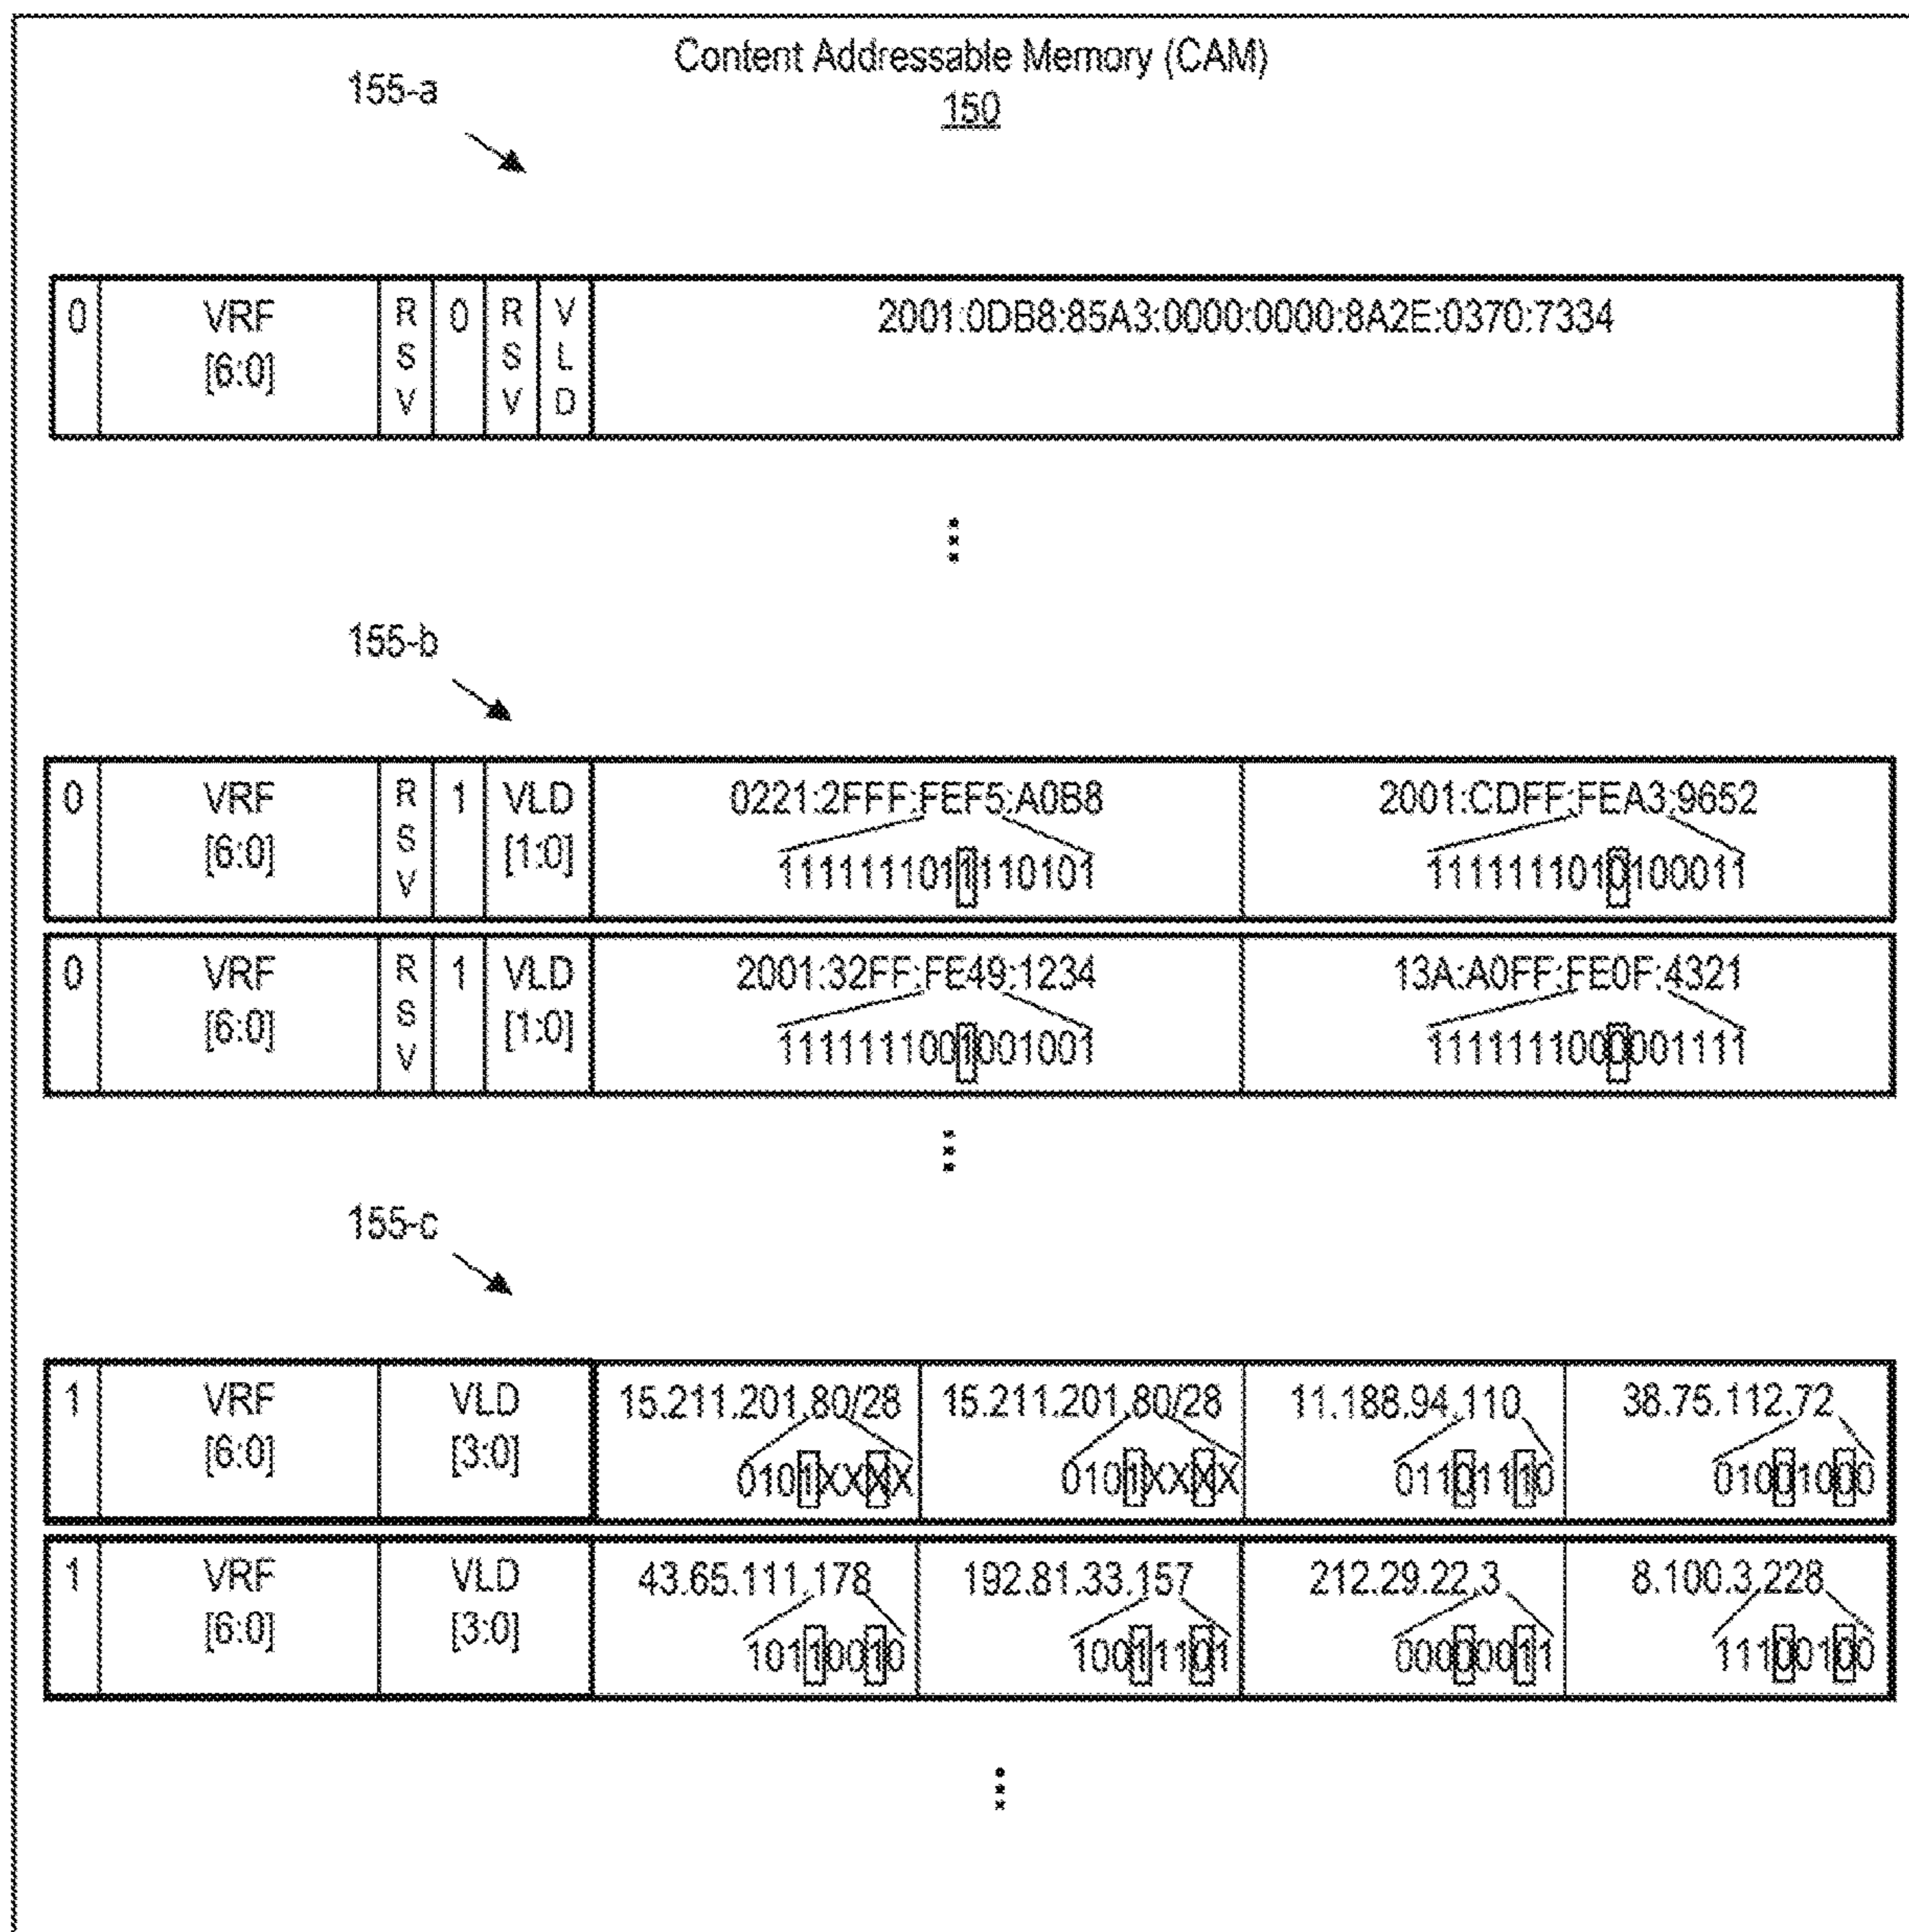 Content Addressable Memory (CAM)
150
155-a
0 VRF [6:0] RSV 0 RSV VLD 2001:0DB8:85A3:0000:0000:8A2E:0370:7334
155-b
0 VRF [6:0] RSV 1 VLD [1:0] 0221:2FFF:FEF5:A0B8 2001:CDFF:FEA3:9652
1111111011110101 1111111010100011
0 VRF [6:0] RSV 1 VLD [1:0] 2001:32FF:FE49:1234 13A:A0FF:FE0F:4321
1111111001001001 1111111000001111
155-c
1 VRF [6:0] VLD [3:0] 15.211.201.80/28 15.211.201.80/28 11.188.94.110 38.75.112.72
0101XXXX 0101XXXX 01101110 01001000
1 VRF [6:0] VLD [3:0] 43.65.111.178 192.81.33.157 212.29.22.3 8.100.3.228
10110010 10011101 00000011 11100100